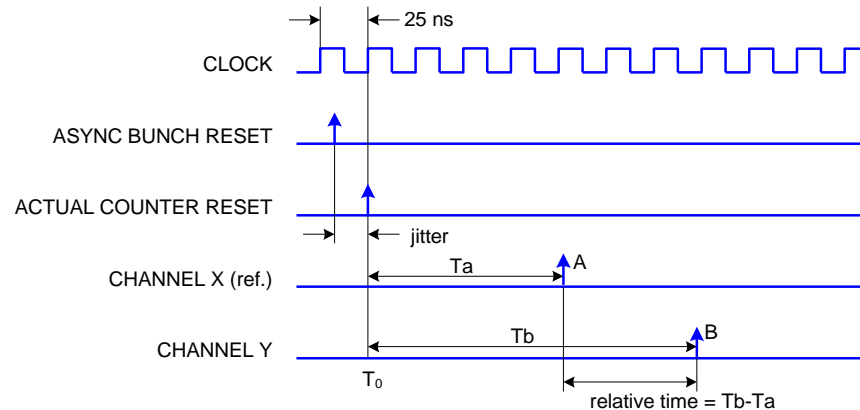 25 ns
CLOCK
ASYNC BUNCH RESET
ACTUAL COUNTER RESET
jitter
Ta
A
CHANNEL X (ref.)
Tb
B
CHANNEL Y
T₀
relative time = Tb-Ta